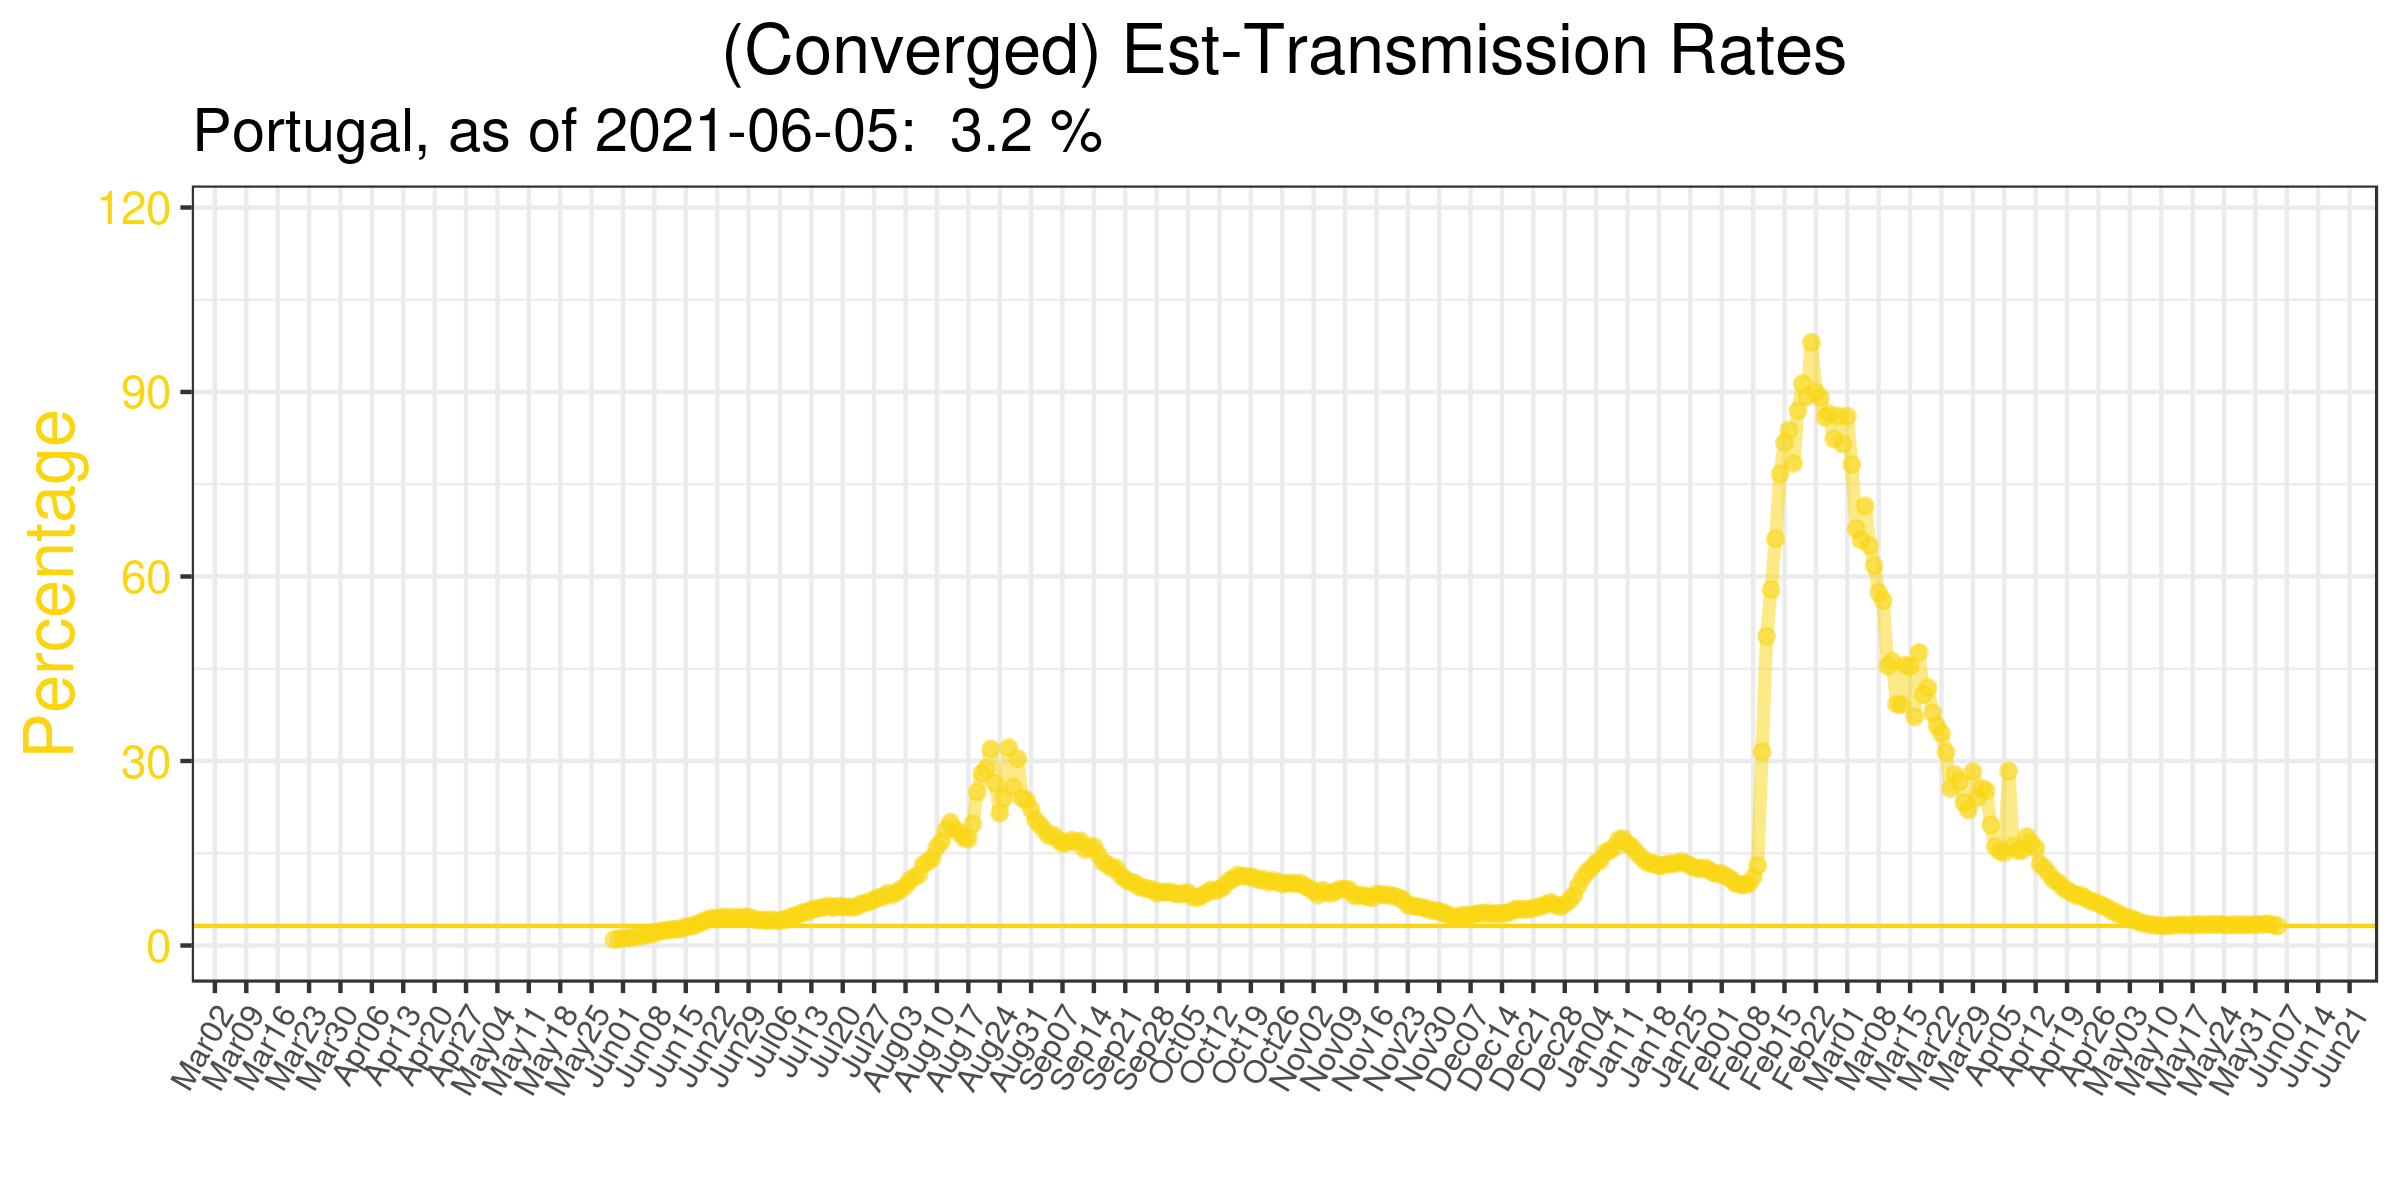 (Converged) Est-Transmission Rates
Portugal, as of 2021-06-05:  3.2 %
Percentage
120
90
60
30
0
Mar02
Mar09
Mar16
Mar23
Mar30
Apr06
Apr13
Apr20
Apr27
May04
May11
May18
May25
Jun01
Jun08
Jun15
Jun22
Jun29
Jul06
Jul13
Jul20
Jul27
Aug03
Aug10
Aug17
Aug24
Aug31
Sep07
Sep14
Sep21
Sep28
Oct05
Oct12
Oct19
Oct26
Nov02
Nov09
Nov16
Nov23
Nov30
Dec07
Dec14
Dec21
Dec28
Jan04
Jan11
Jan18
Jan25
Feb01
Feb08
Feb15
Feb22
Mar01
Mar08
Mar15
Mar22
Mar29
Apr05
Apr12
Apr19
Apr26
May03
May10
May17
May24
May31
Jun07
Jun14
Jun21